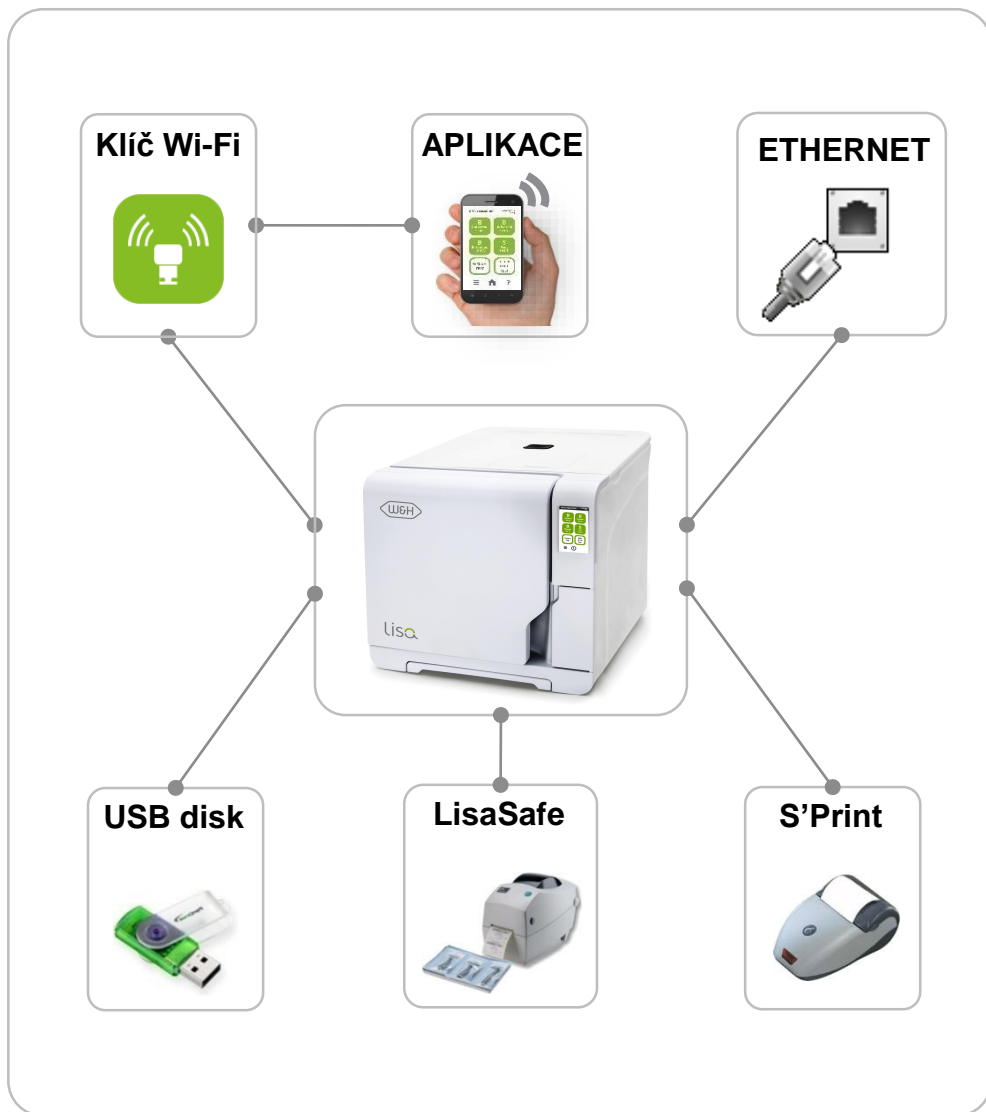 Klíč Wi-Fi
APLIKACE
ETHERNET
W&H
Lisa
USB disk
LisaSafe
S’Print